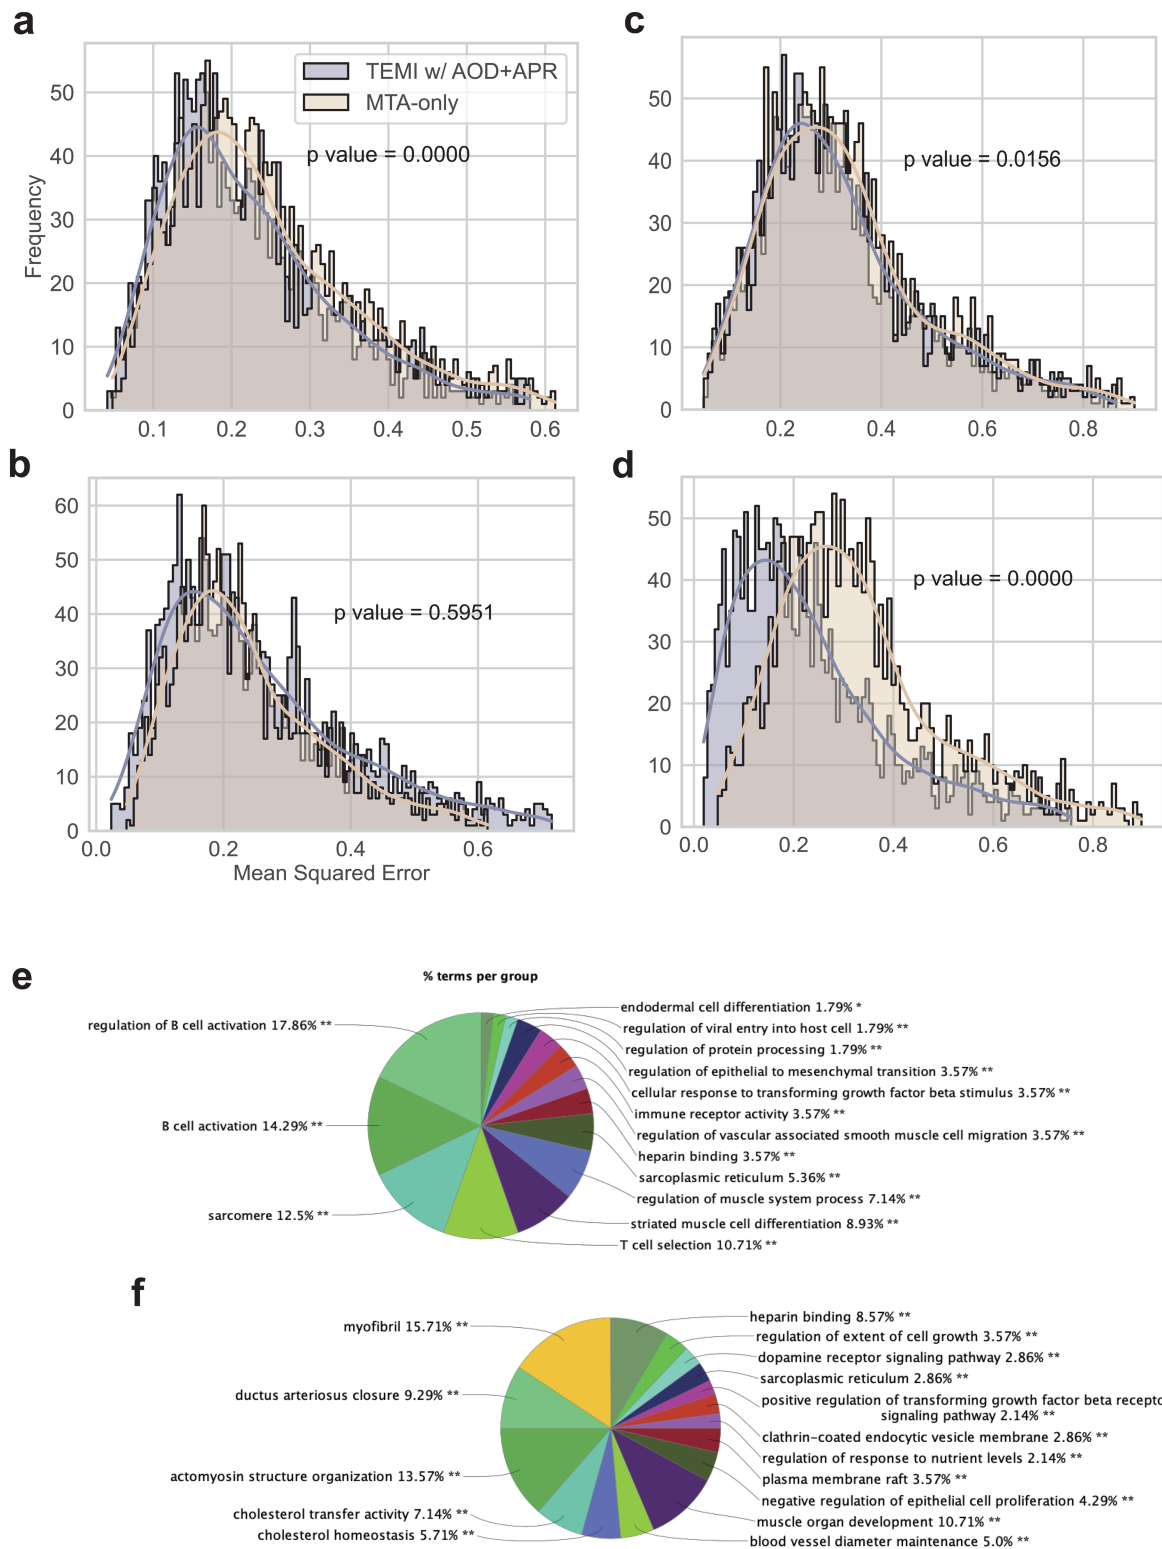 a
TEMI w/ AOD+APR
MTA-only
p value = 0.0000
Frequency
50
40
30
20
10
0
0.1
0.2
0.3
0.4
0.5
0.6
c
50
40
30
20
10
0
p value = 0.0156
0.2
0.4
0.6
0.8
b
60
50
40
30
20
10
0
p value = 0.5951
0.0
0.2
0.4
0.6
Mean Squared Error
d
50
40
30
20
10
0
p value = 0.0000
0.0
0.2
0.4
0.6
0.8
e
% terms per group
regulation of B cell activation 17.86% **
B cell activation 14.29% **
sarcomere 12.5% **
endodermal cell differentiation 1.79% *
regulation of viral entry into host cell 1.79% **
regulation of protein processing 1.79% **
regulation of epithelial to mesenchymal transition 3.57% **
cellular response to transforming growth factor beta stimulus 3.57% **
immune receptor activity 3.57% **
regulation of vascular associated smooth muscle cell migration 3.57% **
heparin binding 3.57% **
sarcoplasmic reticulum 5.36% **
regulation of muscle system process 7.14% **
striated muscle cell differentiation 8.93% **
T cell selection 10.71% **
f
myofibril 15.71% **
ductus arteriosus closure 9.29% **
actomyosin structure organization 13.57% **
cholesterol transfer activity 7.14% **
cholesterol homeostasis 5.71% **
heparin binding 8.57% **
regulation of extent of cell growth 3.57% **
dopamine receptor signaling pathway 2.86% **
sarcoplasmic reticulum 2.86% **
positive regulation of transforming growth factor beta recepto
signaling pathway 2.14% **
clathrin-coated endocytic vesicle membrane 2.86% **
regulation of response to nutrient levels 2.14% **
plasma membrane raft 3.57% **
negative regulation of epithelial cell proliferation 4.29% **
muscle organ development 10.71% **
blood vessel diameter maintenance 5.0% **